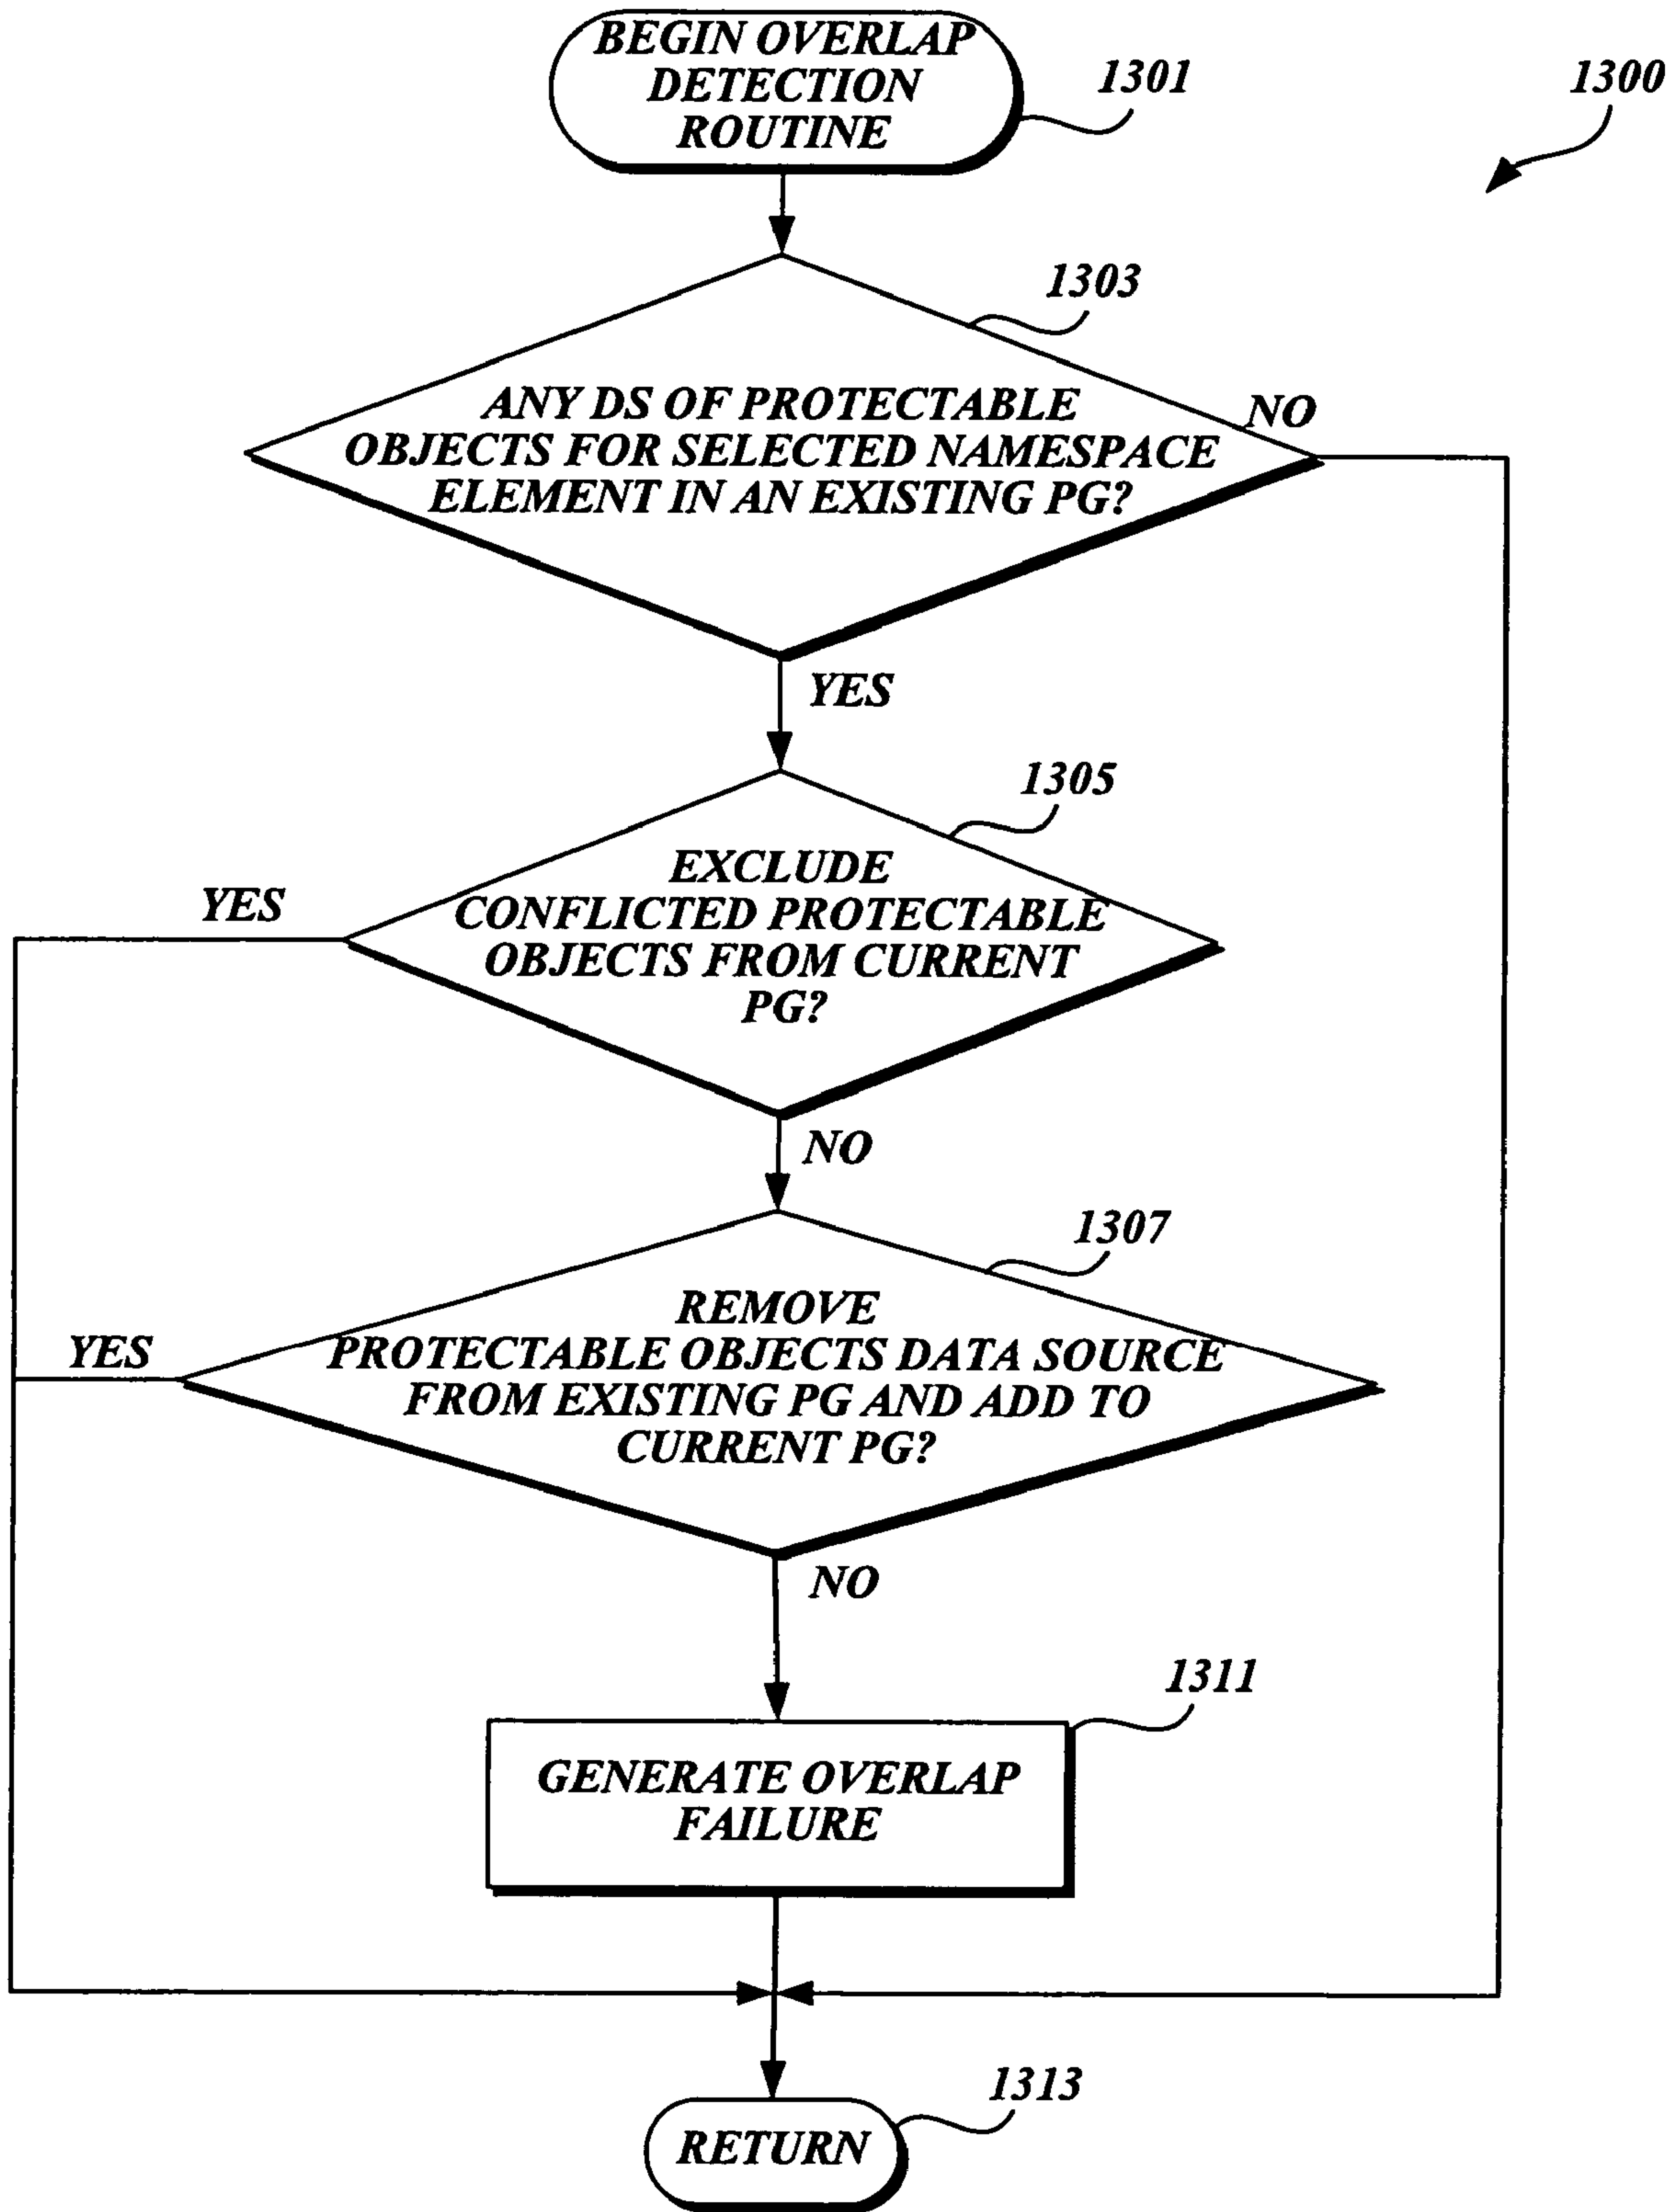 BEGIN OVERLAP
DETECTION
ROUTINE
1301
1300
1303
ANY DS OF PROTECTABLE
OBJECTS FOR SELECTED NAMESPACE
ELEMENT IN AN EXISTING PG?
NO
YES
1305
EXCLUDE
CONFLICTED PROTECTABLE
OBJECTS FROM CURRENT
PG?
YES
NO
1307
REMOVE
PROTECTABLE OBJECTS DATA SOURCE
FROM EXISTING PG AND ADD TO
CURRENT PG?
YES
NO
1311
GENERATE OVERLAP
FAILURE
1313
RETURN